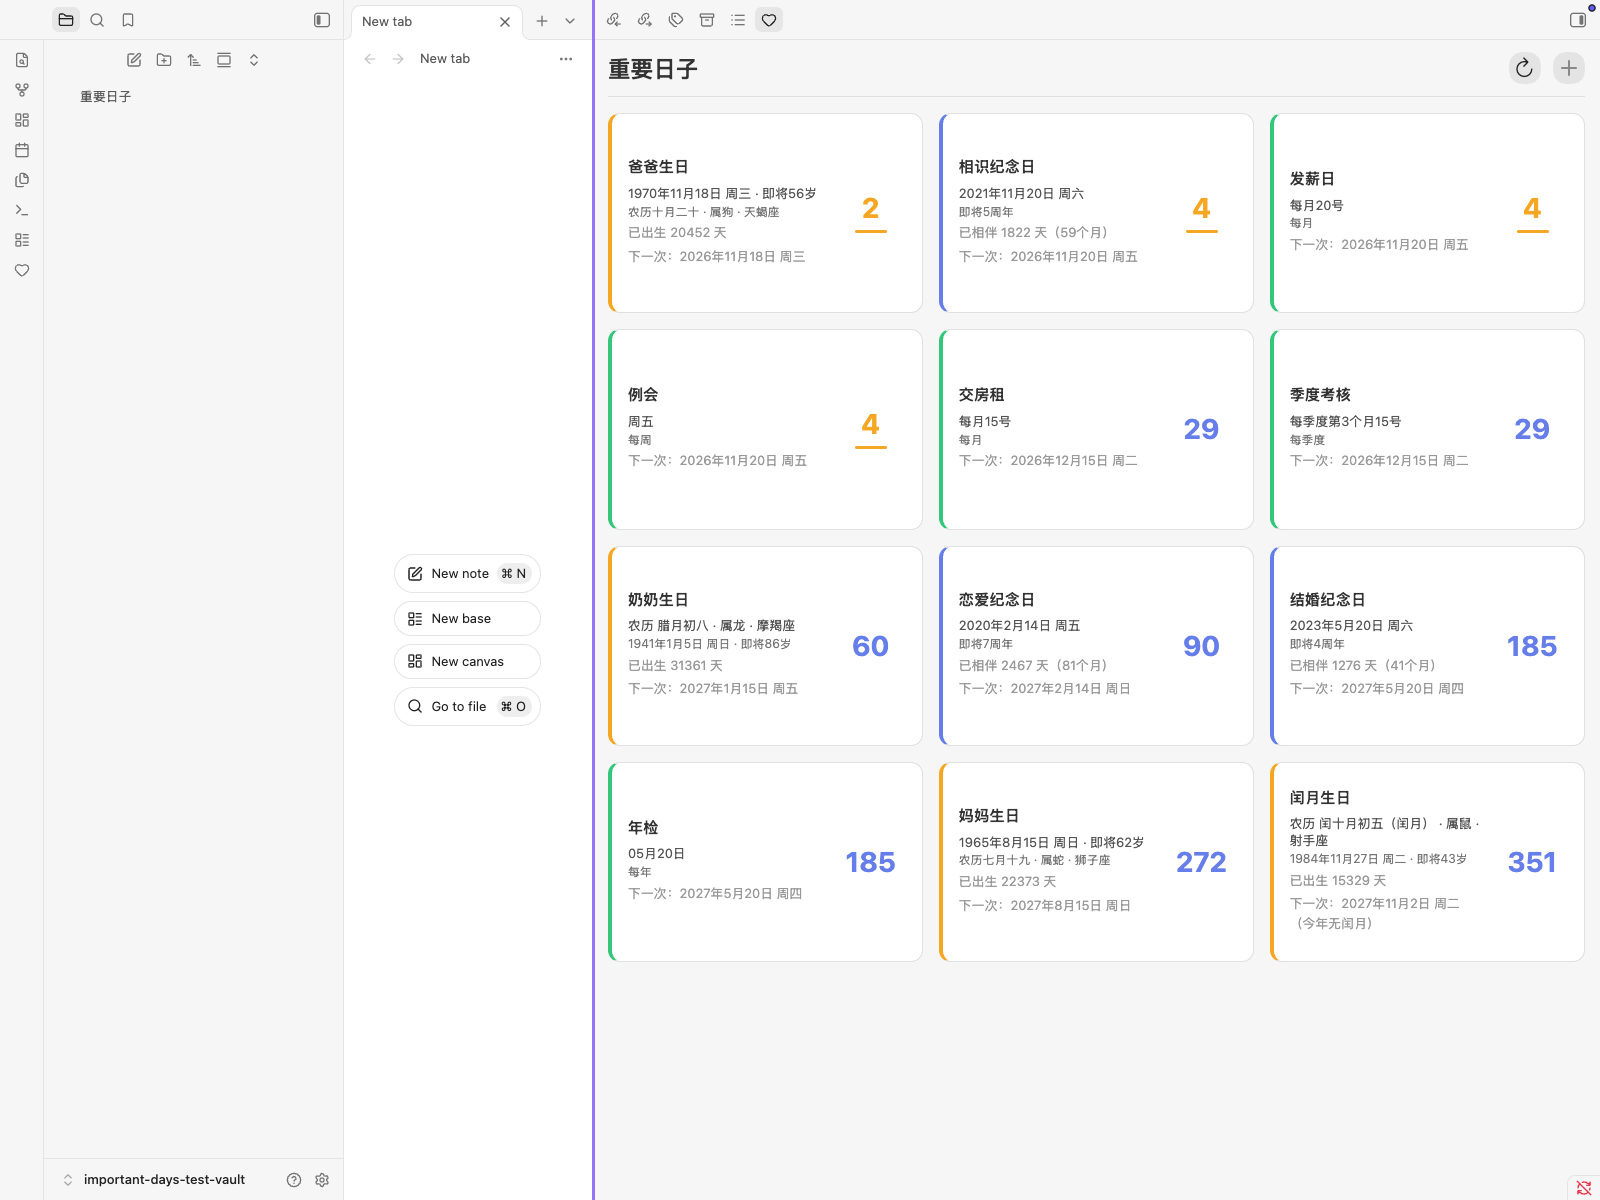 New tab
New tab
重要日子
重要日子
爸爸生日
1970年11月18日 周三 · 即将56岁
农历十月二十 · 属狗 · 天蝎座
已出生 20452 天
下一次：2026年11月18日 周三
2
相识纪念日
2021年11月20日 周六
即将5周年
已相伴 1822 天（59个月）
下一次：2026年11月20日 周五
4
发薪日
每月20号
每月
下一次：2026年11月20日 周五
4
例会
周五
每周
下一次：2026年11月20日 周五
4
交房租
每月15号
每月
下一次：2026年12月15日 周二
29
季度考核
每季度第3个月15号
每季度
下一次：2026年12月15日 周二
29
奶奶生日
农历 腊月初八 · 属龙 · 摩羯座
1941年1月5日 周日 · 即将86岁
已出生 31361 天
下一次：2027年1月15日 周五
60
恋爱纪念日
2020年2月14日 周五
即将7周年
已相伴 2467 天（81个月）
下一次：2027年2月14日 周日
90
结婚纪念日
2023年5月20日 周六
即将4周年
已相伴 1276 天（41个月）
下一次：2027年5月20日 周四
185
年检
05月20日
每年
下一次：2027年5月20日 周四
185
妈妈生日
1965年8月15日 周日 · 即将62岁
农历七月十九 · 属蛇 · 狮子座
已出生 22373 天
下一次：2027年8月15日 周日
272
闰月生日
农历 闰十月初五（闰月） · 属鼠 ·
射手座
1984年11月27日 周二 · 即将43岁
已出生 15329 天
下一次：2027年11月2日 周二
（今年无闰月）
351
New note ⌘ N
New base
New canvas
Go to file ⌘ O
important-days-test-vault